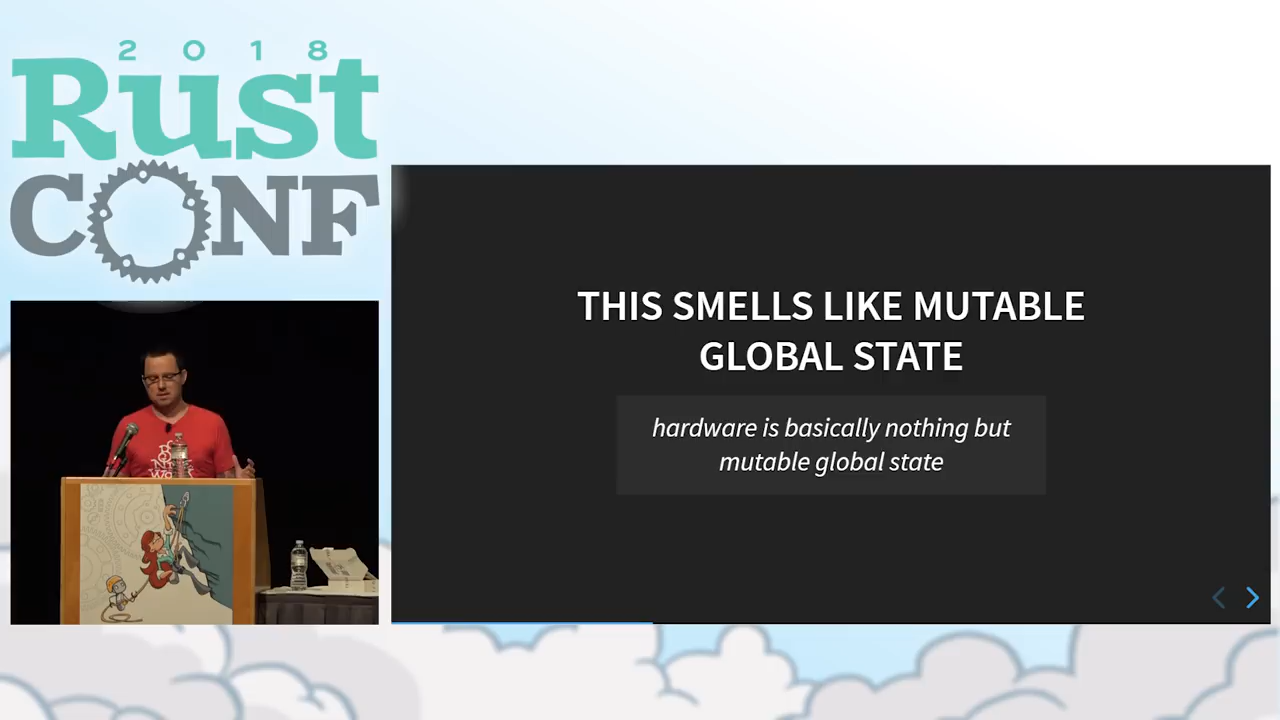 2018
Rust
CONF
THIS SMELLS LIKE MUTABLE
GLOBAL STATE
hardware is basically nothing but
mutable global state